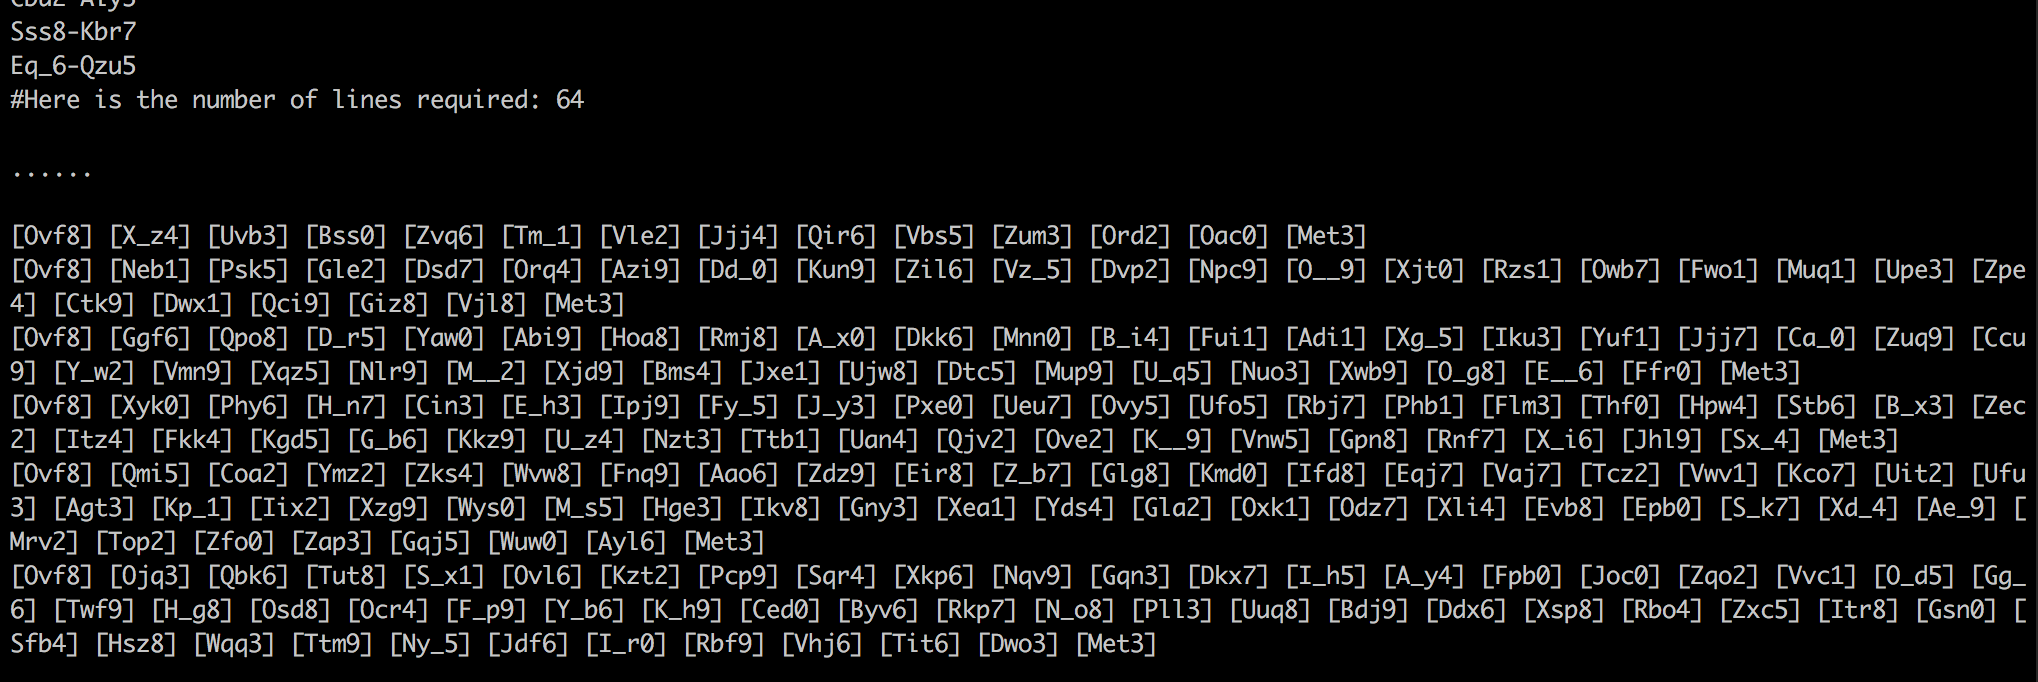 Sss8-Kbr7
Eq_6-Qzu5
#Here is the number of lines required: 64
......
[Ovf8] [X_z4] [Uvb3] [Bss0] [Zvq6] [Tm_1] [Vle2] [Jjj4] [Qir6] [Vbs5] [Zum3] [Ord2] [Oac0] [Met3]
[Ovf8] [Neb1] [Psk5] [Gle2] [Dsd7] [Orq4] [Azi9] [Dd_0] [Kun9] [Zil6] [Vz_5] [Dvp2] [Npc9] [O__9] [Xjt0] [Rzs1] [Owb7] [Fwo1] [Muq1] [Upe3] [Zpe
4] [Ctk9] [Dwx1] [Qci9] [Giz8] [Vjl8] [Met3]
[Ovf8] [Ggf6] [Qpo8] [D_r5] [Yaw0] [Abi9] [Hoa8] [Rmj8] [A_x0] [Dkk6] [Mnn0] [B_i4] [Fui1] [Adi1] [Xg_5] [Iku3] [Yuf1] [Jjj7] [Ca_0] [Zuq9] [Ccu
9] [Y_w2] [Vmn9] [Xqz5] [Nlr9] [M__2] [Xjd9] [Bms4] [Jxe1] [Ujw8] [Dtc5] [Mup9] [U_q5] [Nuo3] [Xwb9] [O_g8] [E__6] [Ffr0] [Met3]
[Ovf8] [Xyk0] [Phy6] [H_n7] [Cin3] [E_h3] [Ipj9] [Fy_5] [J_y3] [Pxe0] [Ueu7] [Ovy5] [Ufo5] [Rbj7] [Phb1] [Flm3] [Thf0] [Hpw4] [Stb6] [B_x3] [Zec
2] [Itz4] [Fkk4] [Kgd5] [G_b6] [Kkz9] [U_z4] [Nzt3] [Ttb1] [Uan4] [Qjv2] [Ove2] [K__9] [Vnw5] [Gpn8] [Rnf7] [X_i6] [Jhl9] [Sx_4] [Met3]
[Ovf8] [Qmi5] [Coa2] [Ymz2] [Zks4] [Wvw8] [Fnq9] [Aao6] [Zdz9] [Eir8] [Z_b7] [Glg8] [Kmd0] [Ifd8] [Eqj7] [Vaj7] [Tcz2] [Vwv1] [Kco7] [Uit2] [Ufu
3] [Agt3] [Kp_1] [Iix2] [Xzg9] [Wys0] [M_s5] [Hge3] [Ikv8] [Gny3] [Xea1] [Yds4] [Gla2] [Oxk1] [Odz7] [Xli4] [Evb8] [Epb0] [S_k7] [Xd_4] [Ae_9] [
Mrv2] [Top2] [Zfo0] [Zap3] [Gqj5] [Wuw0] [Ayl6] [Met3]
[Ovf8] [Ojq3] [Qbk6] [Tut8] [S_x1] [Ovl6] [Kzt2] [Pcp9] [Sqr4] [Xkp6] [Nqv9] [Gqn3] [Dkx7] [I_h5] [A_y4] [Fpb0] [Joc0] [Zqo2] [Vvc1] [O_d5] [Gg_
6] [Twf9] [H_g8] [Osd8] [Ocr4] [F_p9] [Y_b6] [K_h9] [Ced0] [Byv6] [Rkp7] [N_o8] [Pll3] [Uuq8] [Bdj9] [Ddx6] [Xsp8] [Rbo4] [Zxc5] [Itr8] [Gsn0] [
Sfb4] [Hsz8] [Wqq3] [Ttm9] [Ny_5] [Jdf6] [I_r0] [Rbf9] [Vhj6] [Tit6] [Dwo3] [Met3]